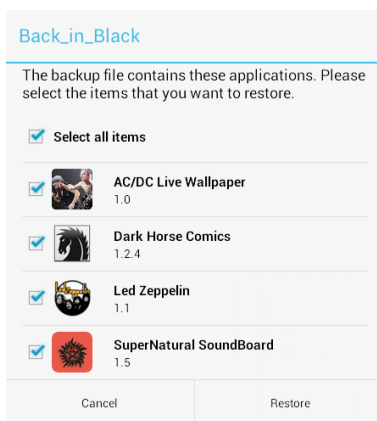 Back_in_Black
The backup file contains these applications. Please
select the items that you want to restore.
Select all items
AC/DC Live Wallpaper
1.0
Dark Horse Comics
1.2.4
Led Zeppelin
1.1
SuperNatural SoundBoard
1.5
Cancel
Restore